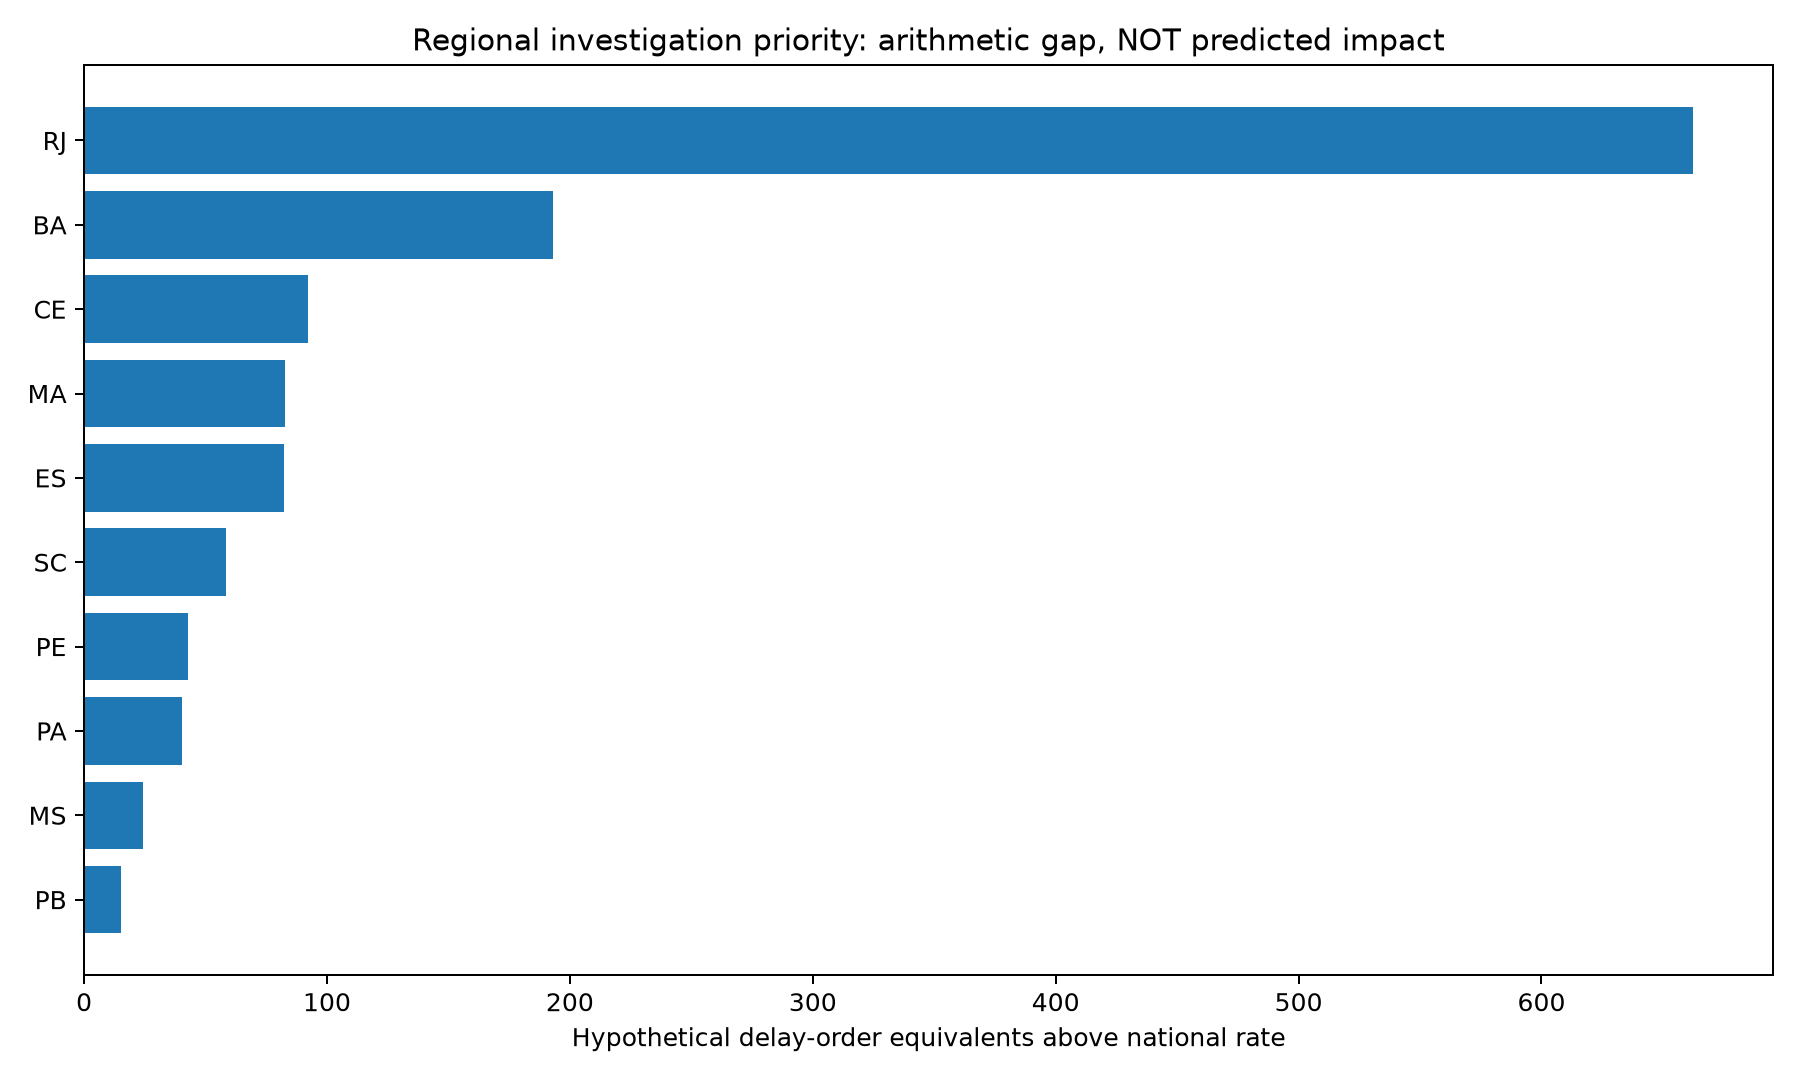 Regional investigation priority: arithmetic gap, NOT predicted impact
RJ
BA
CE
MA
ES
SC
PE
PA
MS
PB
0 100 200 300 400 500 600
Hypothetical delay-order equivalents above national rate